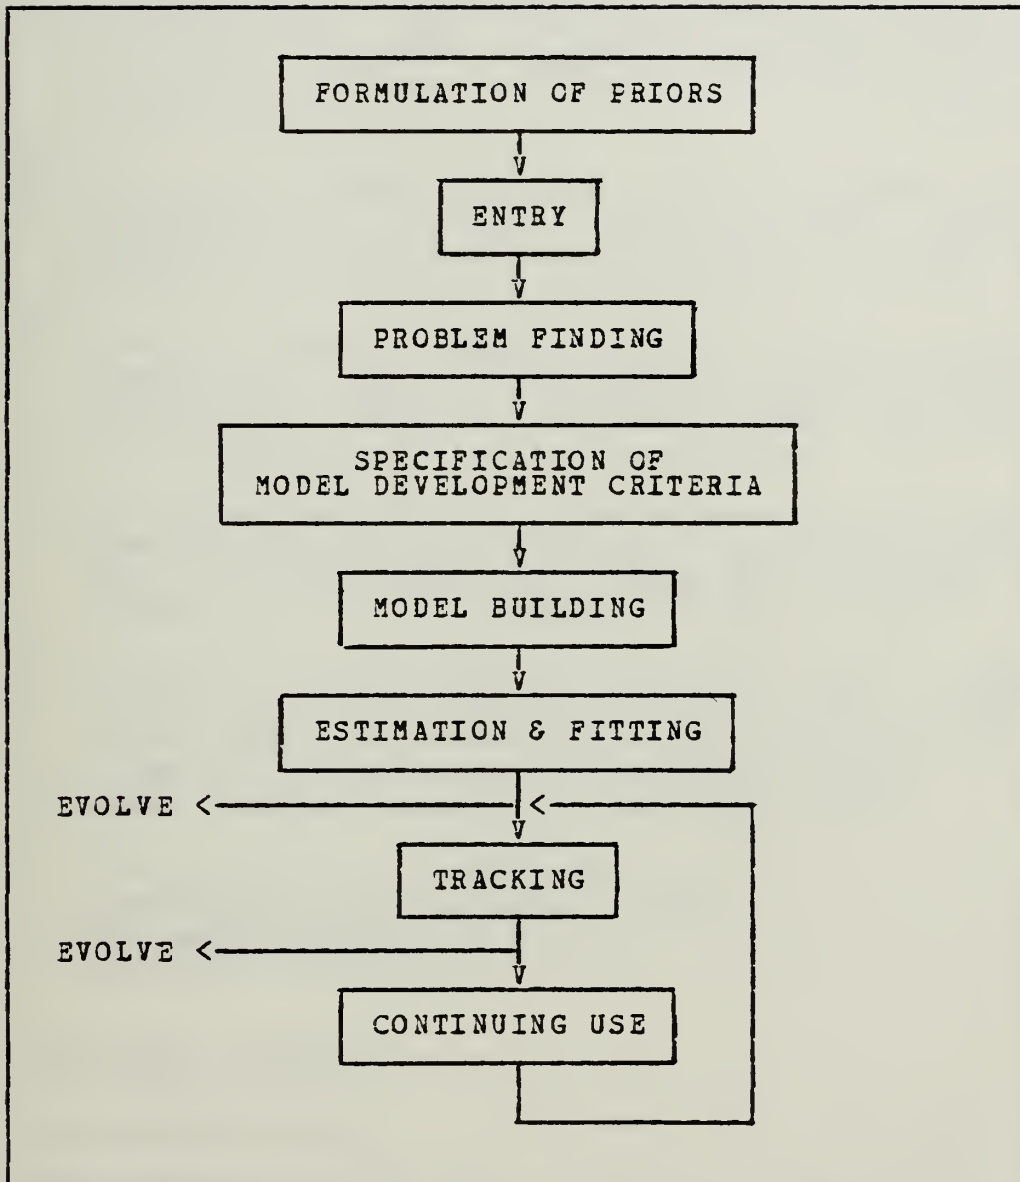 FORMULATION OF PRIORS
ENTRY
PROBLEM FINDING
SPECIFICATION OF
MODEL DEVELOPMENT CRITERIA
MODEL BUILDING
ESTIMATION & FITTING
EVOLVE <
<
TRACKING
EVOLVE <
CONTINUING USE